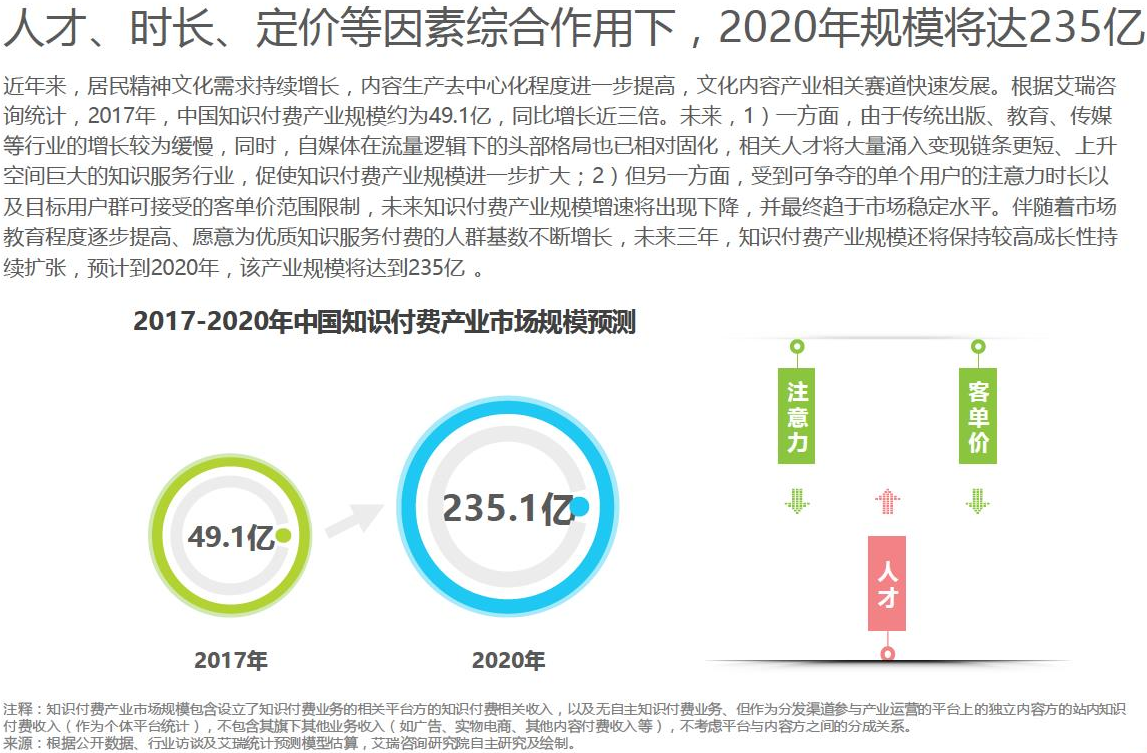 人才、时长、定价等因素综合作用下，2020年规模将达235亿
近年来，居民精神文化需求持续增长，内容生产去中心化程度进一步提高，文化内容产业相关赛道快速发展。根据艾瑞咨
询统计，2017年，中国知识付费产业规模约为49.1亿，同比增长近三倍。未来，1）一方面，由于传统出版、教育、传媒
等行业的增长较为缓慢，同时，自媒体在流量逻辑下的头部格局也已相对固化，相关人才将大量涌入变现链条更短、上升
空间巨大的知识服务行业，促使知识付费产业规模进一步扩大；2）但另一方面，受到可争夺的单个用户的注意力时长以
及目标用户群可接受的客单价范围限制，未来知识付费产业规模增速将出现下降，并最终趋于市场稳定水平。伴随着市场
教育程度逐步提高、愿意为优质知识服务付费的人群基数不断增长，未来三年，知识付费产业规模还将保持较高成长性持
续扩张，预计到2020年，该产业规模将达到235亿 。
2017-2020年中国知识付费产业市场规模预测
49.1亿
235.1亿
2017年
2020年
注意力
客单价
人才
注释：知识付费产业市场规模包含设立了知识付费业务的相关平台方的知识付费相关收入，以及无自主知识付费业务、但作为分发渠道参与产业运营的平台上的独立内容方的站内知识
付费收入（作为个体平台统计），不包含其旗下其他业务收入（如广告、实物电商、其他内容付费收入等），不考虑平台与内容方之间的分成关系。
来源：根据公开数据、行业访谈及艾瑞统计预测模型估算，艾瑞咨询研究院自主研究及绘制。